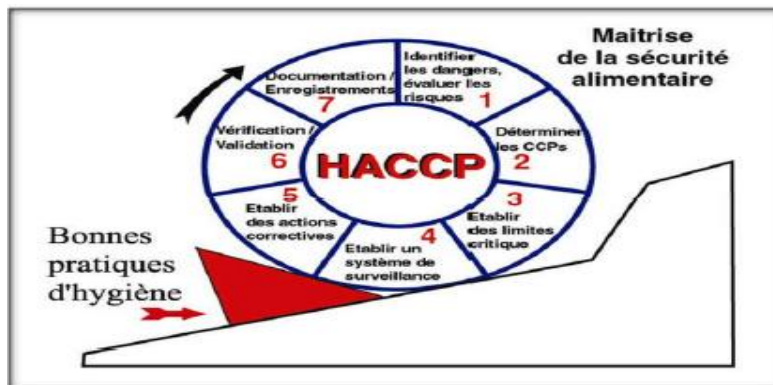 Maitrise
de la sécurité
alimentaire
Identifier
les dangers,
évaluer les
risques
1
Déterminer
les CCPs
2
3
Etablir
des limites
critique
4
Etablir un
système de
surveillance
5
Etablir
des actions
correctives
Vérification /
Validation
6
Documentation /
Enregistrements
7
HACCP
Bonnes
pratiques
d'hygiène